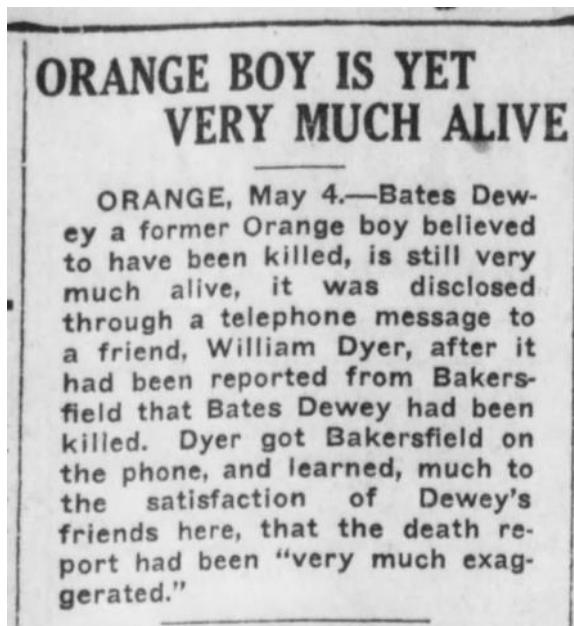 ORANGE BOY IS YET
VERY MUCH ALIVE
ORANGE, May 4.—Bates Dew-
ey a former Orange boy believed
to have been killed, is still very
much alive, it was disclosed
through a telephone message to
a friend, William Dyer, after it
had been reported from Bakers-
field that Bates Dewey had been
killed. Dyer got Bakersfield on
the phone, and learned, much to
the satisfaction of Dewey's
friends here, that the death re-
port had been "very much exag-
gerated."